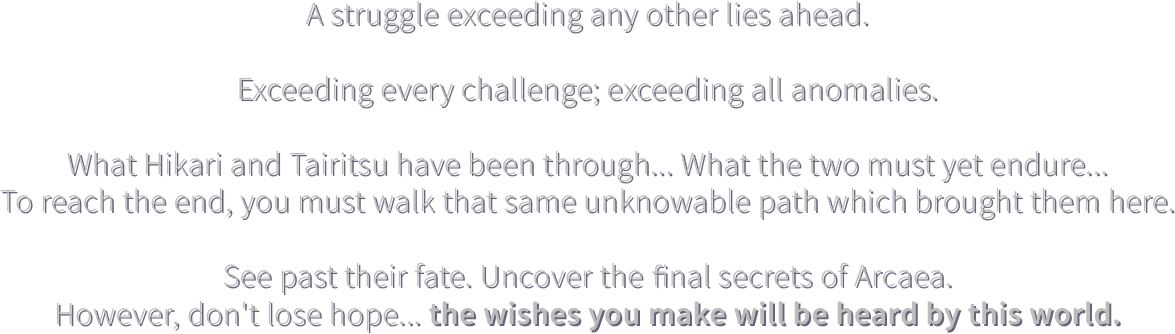 A struggle exceeding any other lies ahead.
Exceeding every challenge; exceeding all anomalies.
What Hikari and Tairitsu have been through... What the two must yet endure...
To reach the end, you must walk that same unknowable path which brought them here.
See past their fate. Uncover the final secrets of Arcaea.
However, don't lose hope... the wishes you make will be heard by this world.